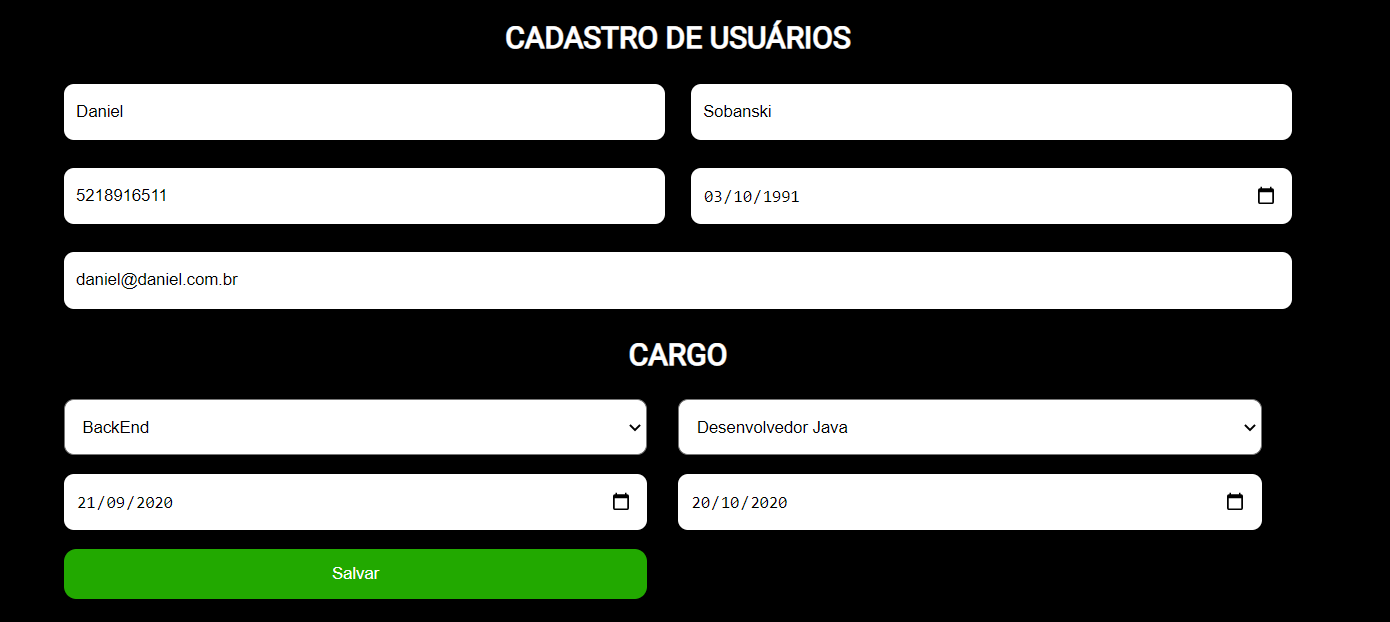 CADASTRO DE USUÁRIOS
Daniel Sobanski
5218916511 03/10/1991
daniel@daniel.com.br
CARGO
BackEnd Desenvolvedor Java
21/09/2020 20/10/2020
Salvar